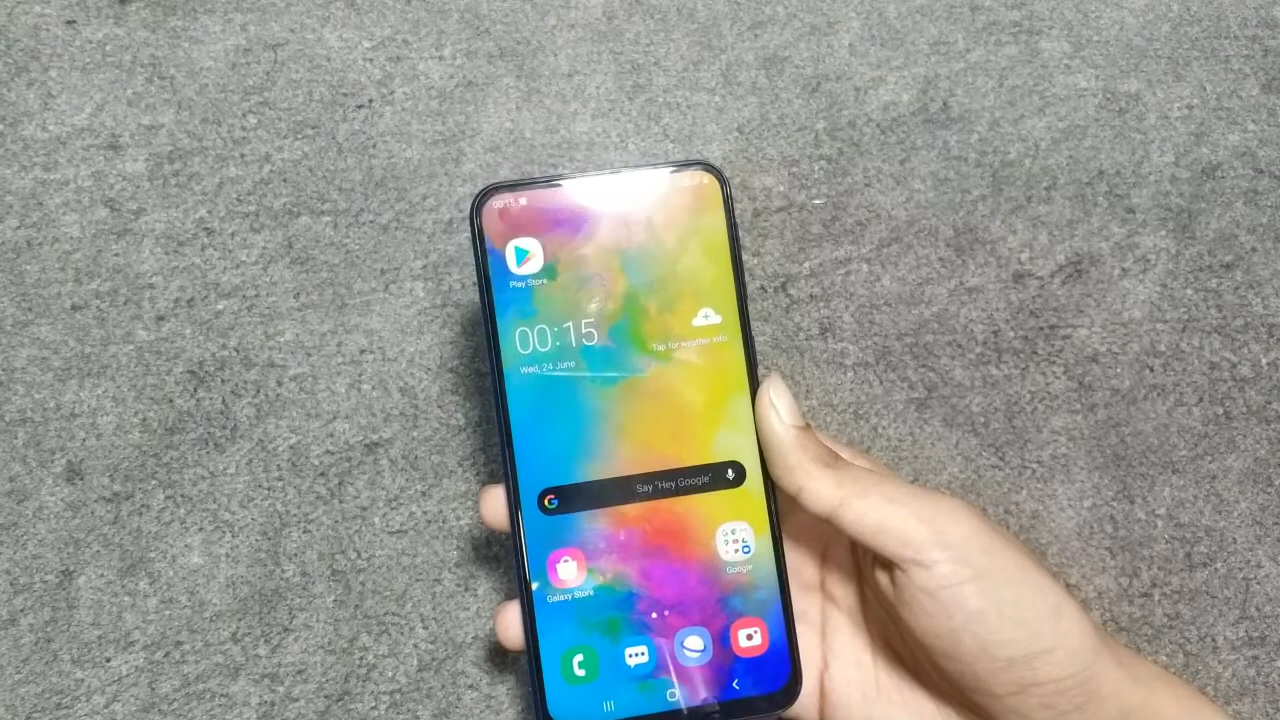 00:15
Play Store
00:15
Tap for weather info
Wed, 24 June
Say "Hey Google"
Google
Galaxy Store